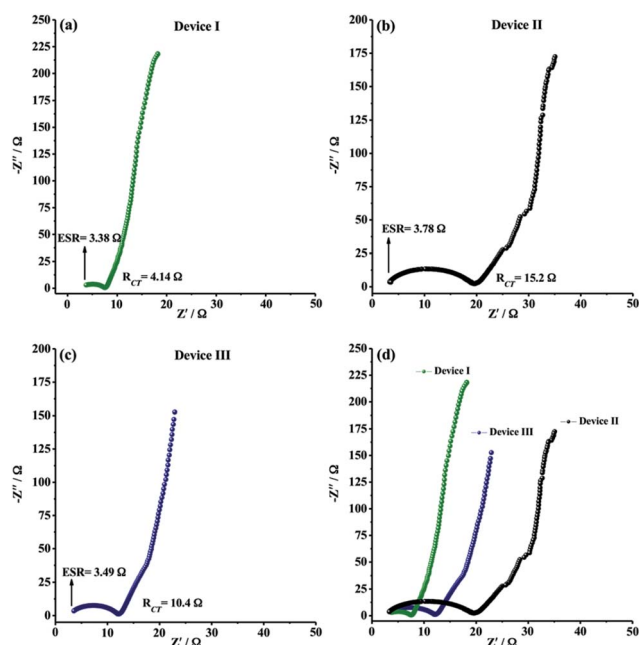 (a)
Device I
250
225
200
175
150
125
100
75
50
25
0
-Z″ / Ω
ESR= 3.38 Ω
R_CT = 4.14 Ω
0 10 20 30 40 50
Z′ / Ω
(b)
Device II
200
175
150
125
100
75
50
25
0
-Z″ / Ω
ESR= 3.78 Ω
R_CT = 15.2 Ω
0 10 20 30 40 50
Z′/ Ω
(c)
Device III
200
175
150
125
100
75
50
25
0
-Z″ / Ω
ESR= 3.49 Ω
R_CT = 10.4 Ω
0 10 20 30 40 50
Z′/ Ω
(d)
250
225
200
175
150
125
100
75
50
25
0
-Z″ / Ω
Device I
Device III
Device II
0 10 20 30 40 50
Z′ / Ω